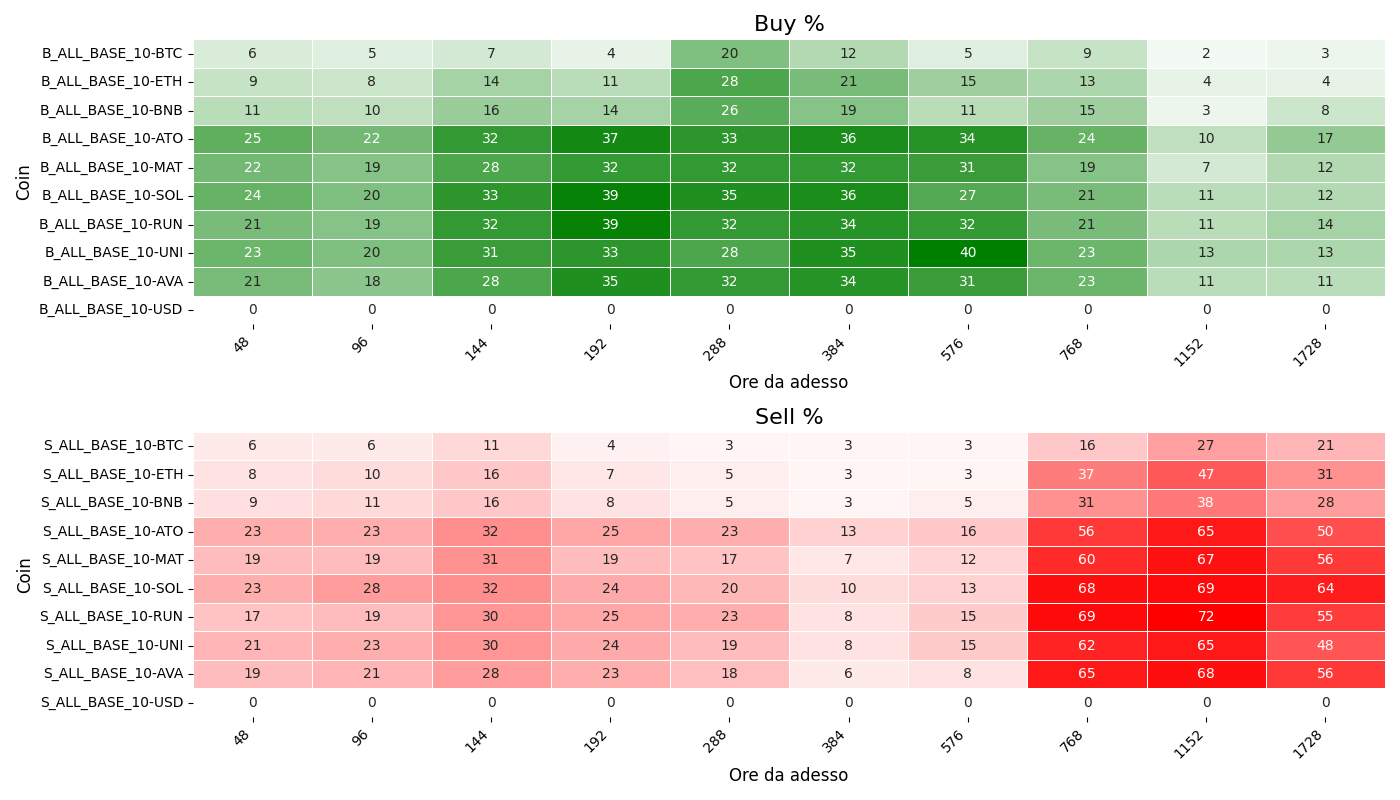 Buy %
Coin
B_ALL_BASE_10-BTC 6 5 7 4 20 12 5 9 2 3
B_ALL_BASE_10-ETH 9 8 14 11 28 21 15 13 4 4
B_ALL_BASE_10-BNB 11 10 16 14 26 19 11 15 3 8
B_ALL_BASE_10-ATO 25 22 32 37 33 36 34 24 10 17
B_ALL_BASE_10-MAT 22 19 28 32 32 32 31 19 7 12
B_ALL_BASE_10-SOL 24 20 33 39 35 36 27 21 11 12
B_ALL_BASE_10-RUN 21 19 32 39 32 34 32 21 11 14
B_ALL_BASE_10-UNI 23 20 31 33 28 35 40 23 13 13
B_ALL_BASE_10-AVA 21 18 28 35 32 34 31 23 11 11
B_ALL_BASE_10-USD 0 0 0 0 0 0 0 0 0 0
48 96 144 192 288 384 576 768 1152 1728
Ore da adesso
Sell %
Coin
S_ALL_BASE_10-BTC 6 6 11 4 3 3 3 16 27 21
S_ALL_BASE_10-ETH 8 10 16 7 5 3 3 37 47 31
S_ALL_BASE_10-BNB 9 11 16 8 5 3 5 31 38 28
S_ALL_BASE_10-ATO 23 23 32 25 23 13 16 56 65 50
S_ALL_BASE_10-MAT 19 19 31 19 17 7 12 60 67 56
S_ALL_BASE_10-SOL 23 28 32 24 20 10 13 68 69 64
S_ALL_BASE_10-RUN 17 19 30 25 23 8 15 69 72 55
S_ALL_BASE_10-UNI 21 23 30 24 19 8 15 62 65 48
S_ALL_BASE_10-AVA 19 21 28 23 18 6 8 65 68 56
S_ALL_BASE_10-USD 0 0 0 0 0 0 0 0 0 0
48 96 144 192 288 384 576 768 1152 1728
Ore da adesso